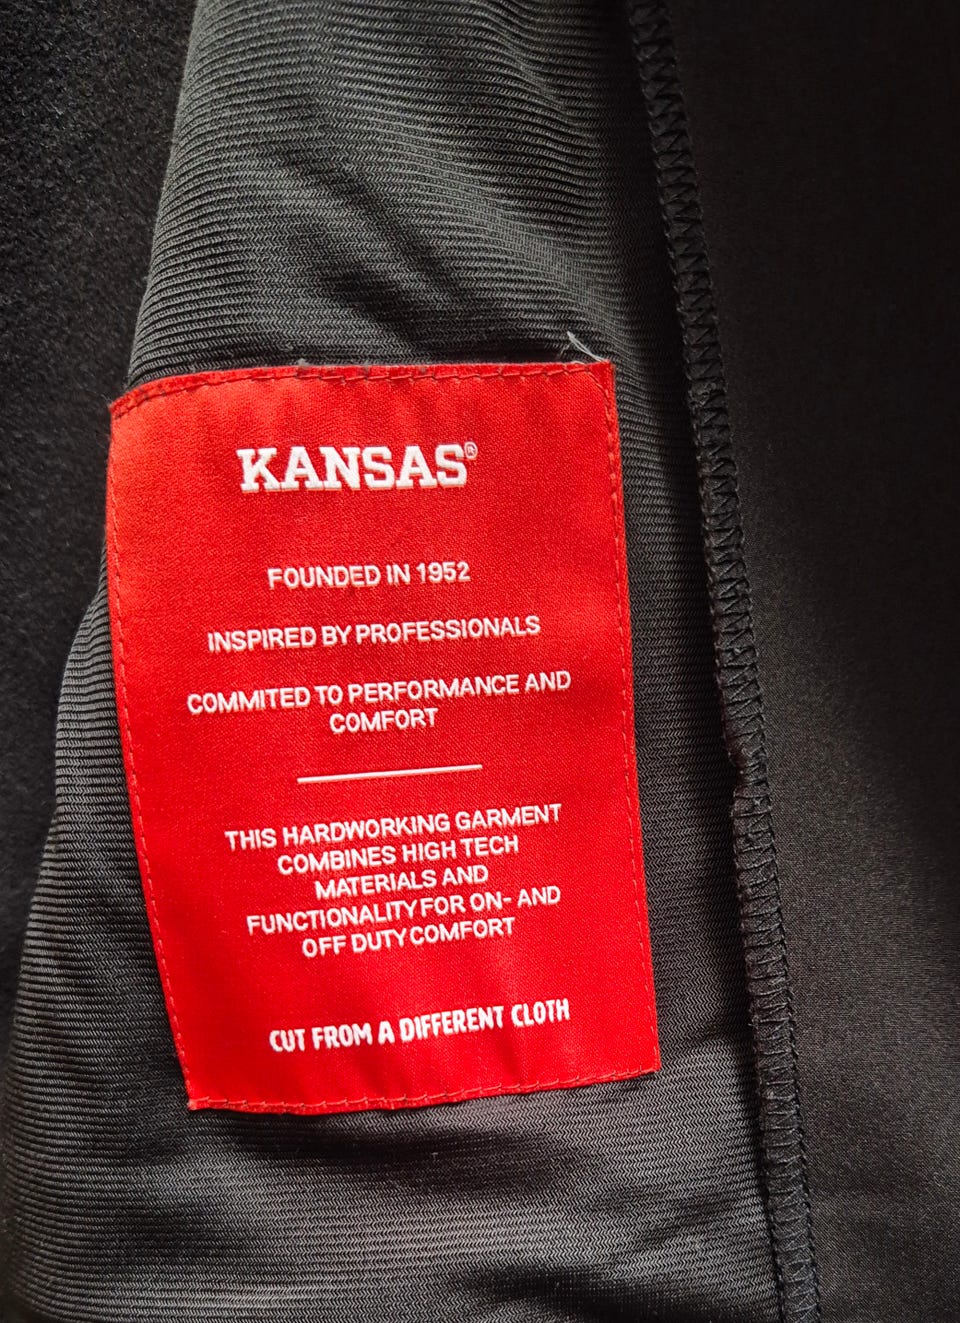 KANSAS®
FOUNDED IN 1952
INSPIRED BY PROFESSIONALS
COMMITED TO PERFORMANCE AND
COMFORT
THIS HARDWORKING GARMENT
COMBINES HIGH TECH
MATERIALS AND
FUNCTIONALITY FOR ON- AND
OFF DUTY COMFORT
CUT FROM A DIFFERENT CLOTH